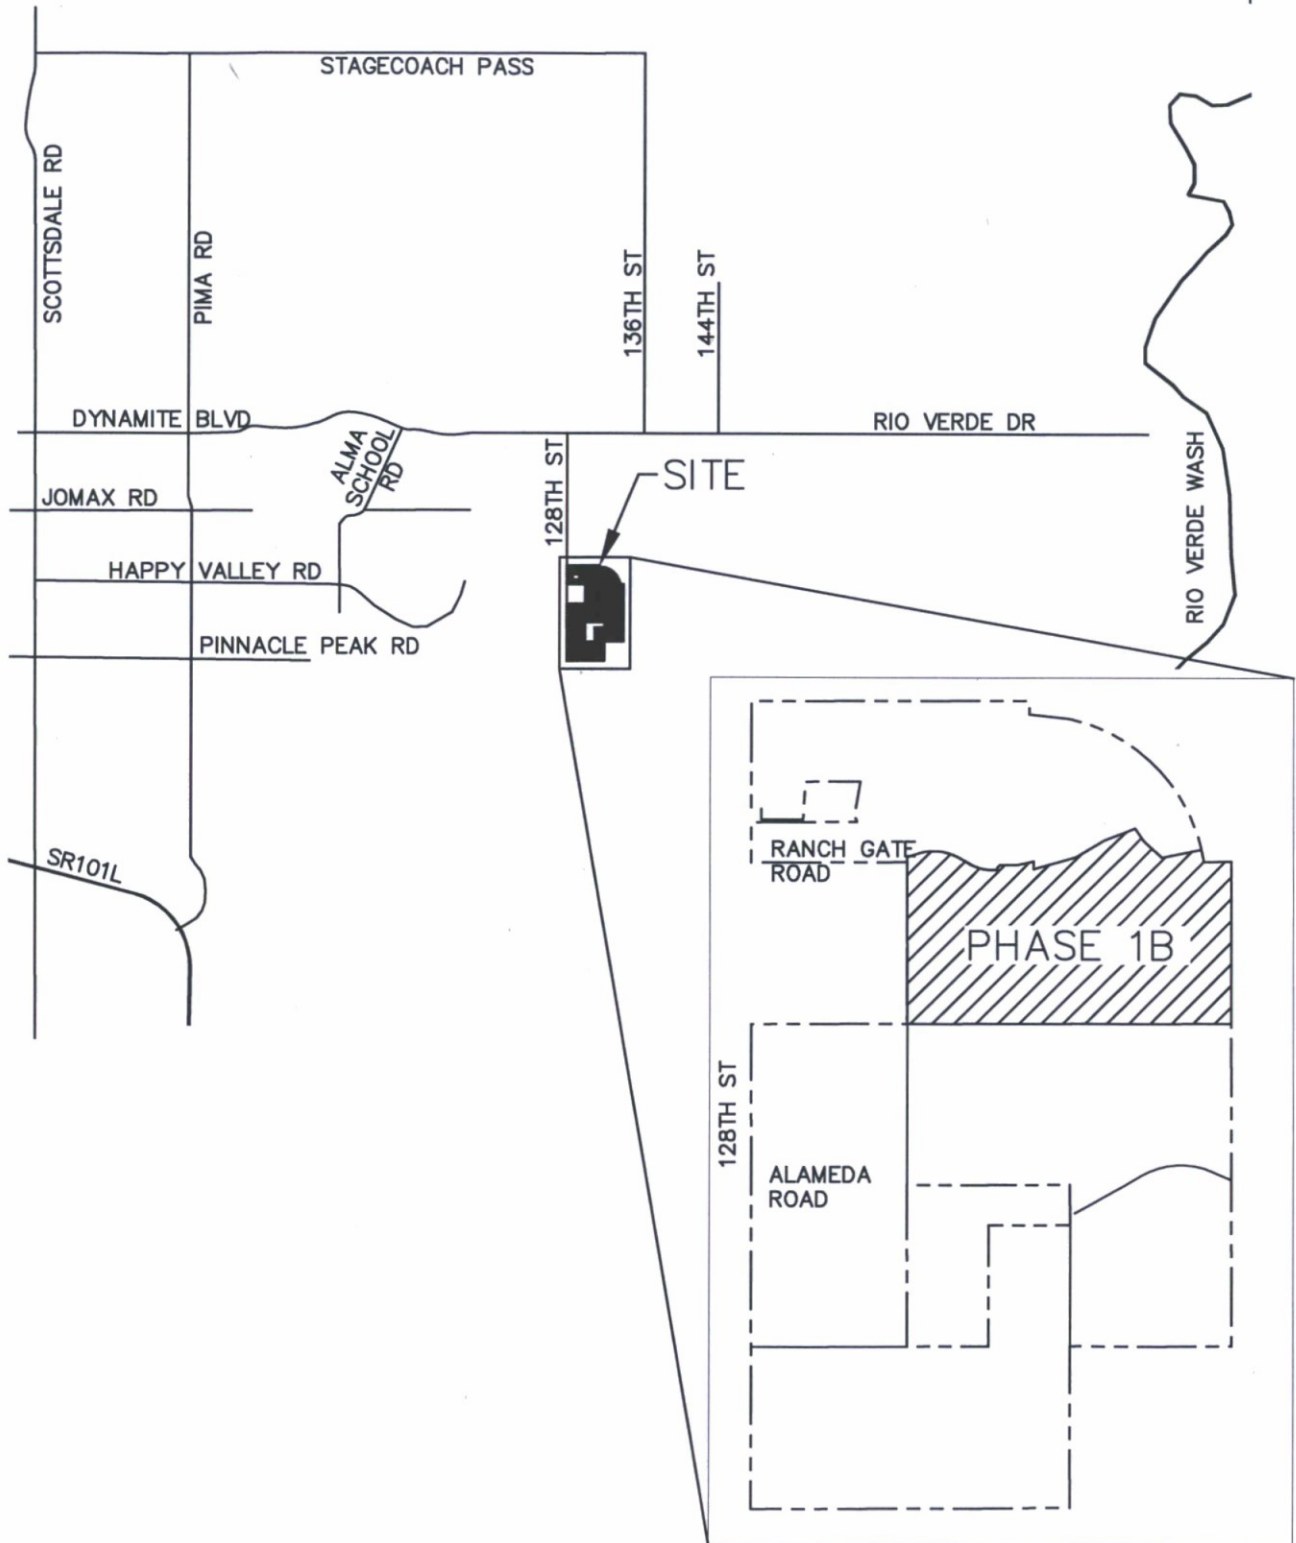 STAGECOACH PASS
SCOTTSDALE RD
PIMA RD
136TH ST
144TH ST
DYNAMITE BLVD
RIO VERDE DR
ALMA
SCHOOL
RD
128TH ST
SITE
JOMAX RD
RIO VERDE WASH
HAPPY VALLEY RD
PINNACLE PEAK RD
SR101L
RANCH GATE
ROAD
PHASE 1B
128TH ST
ALAMEDA
ROAD